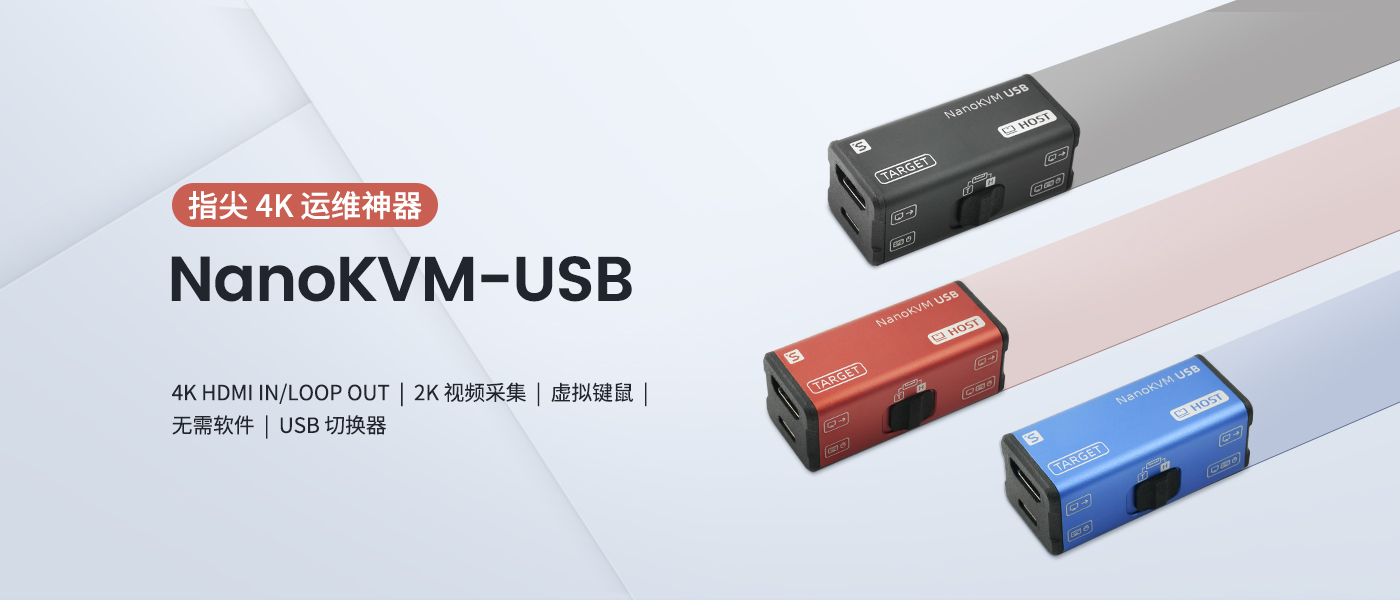 指尖 4K 运维神器
NanoKVM-USB
4K HDMI IN/LOOP OUT | 2K 视频采集 | 虚拟键鼠 |
无需软件 | USB 切换器
NanoKVM USB
HOST
S
TARGET
T
H
NanoKVM USB
HOST
S
TARGET
T
H
NanoKVM USB
HOST
S
TARGET
T
H